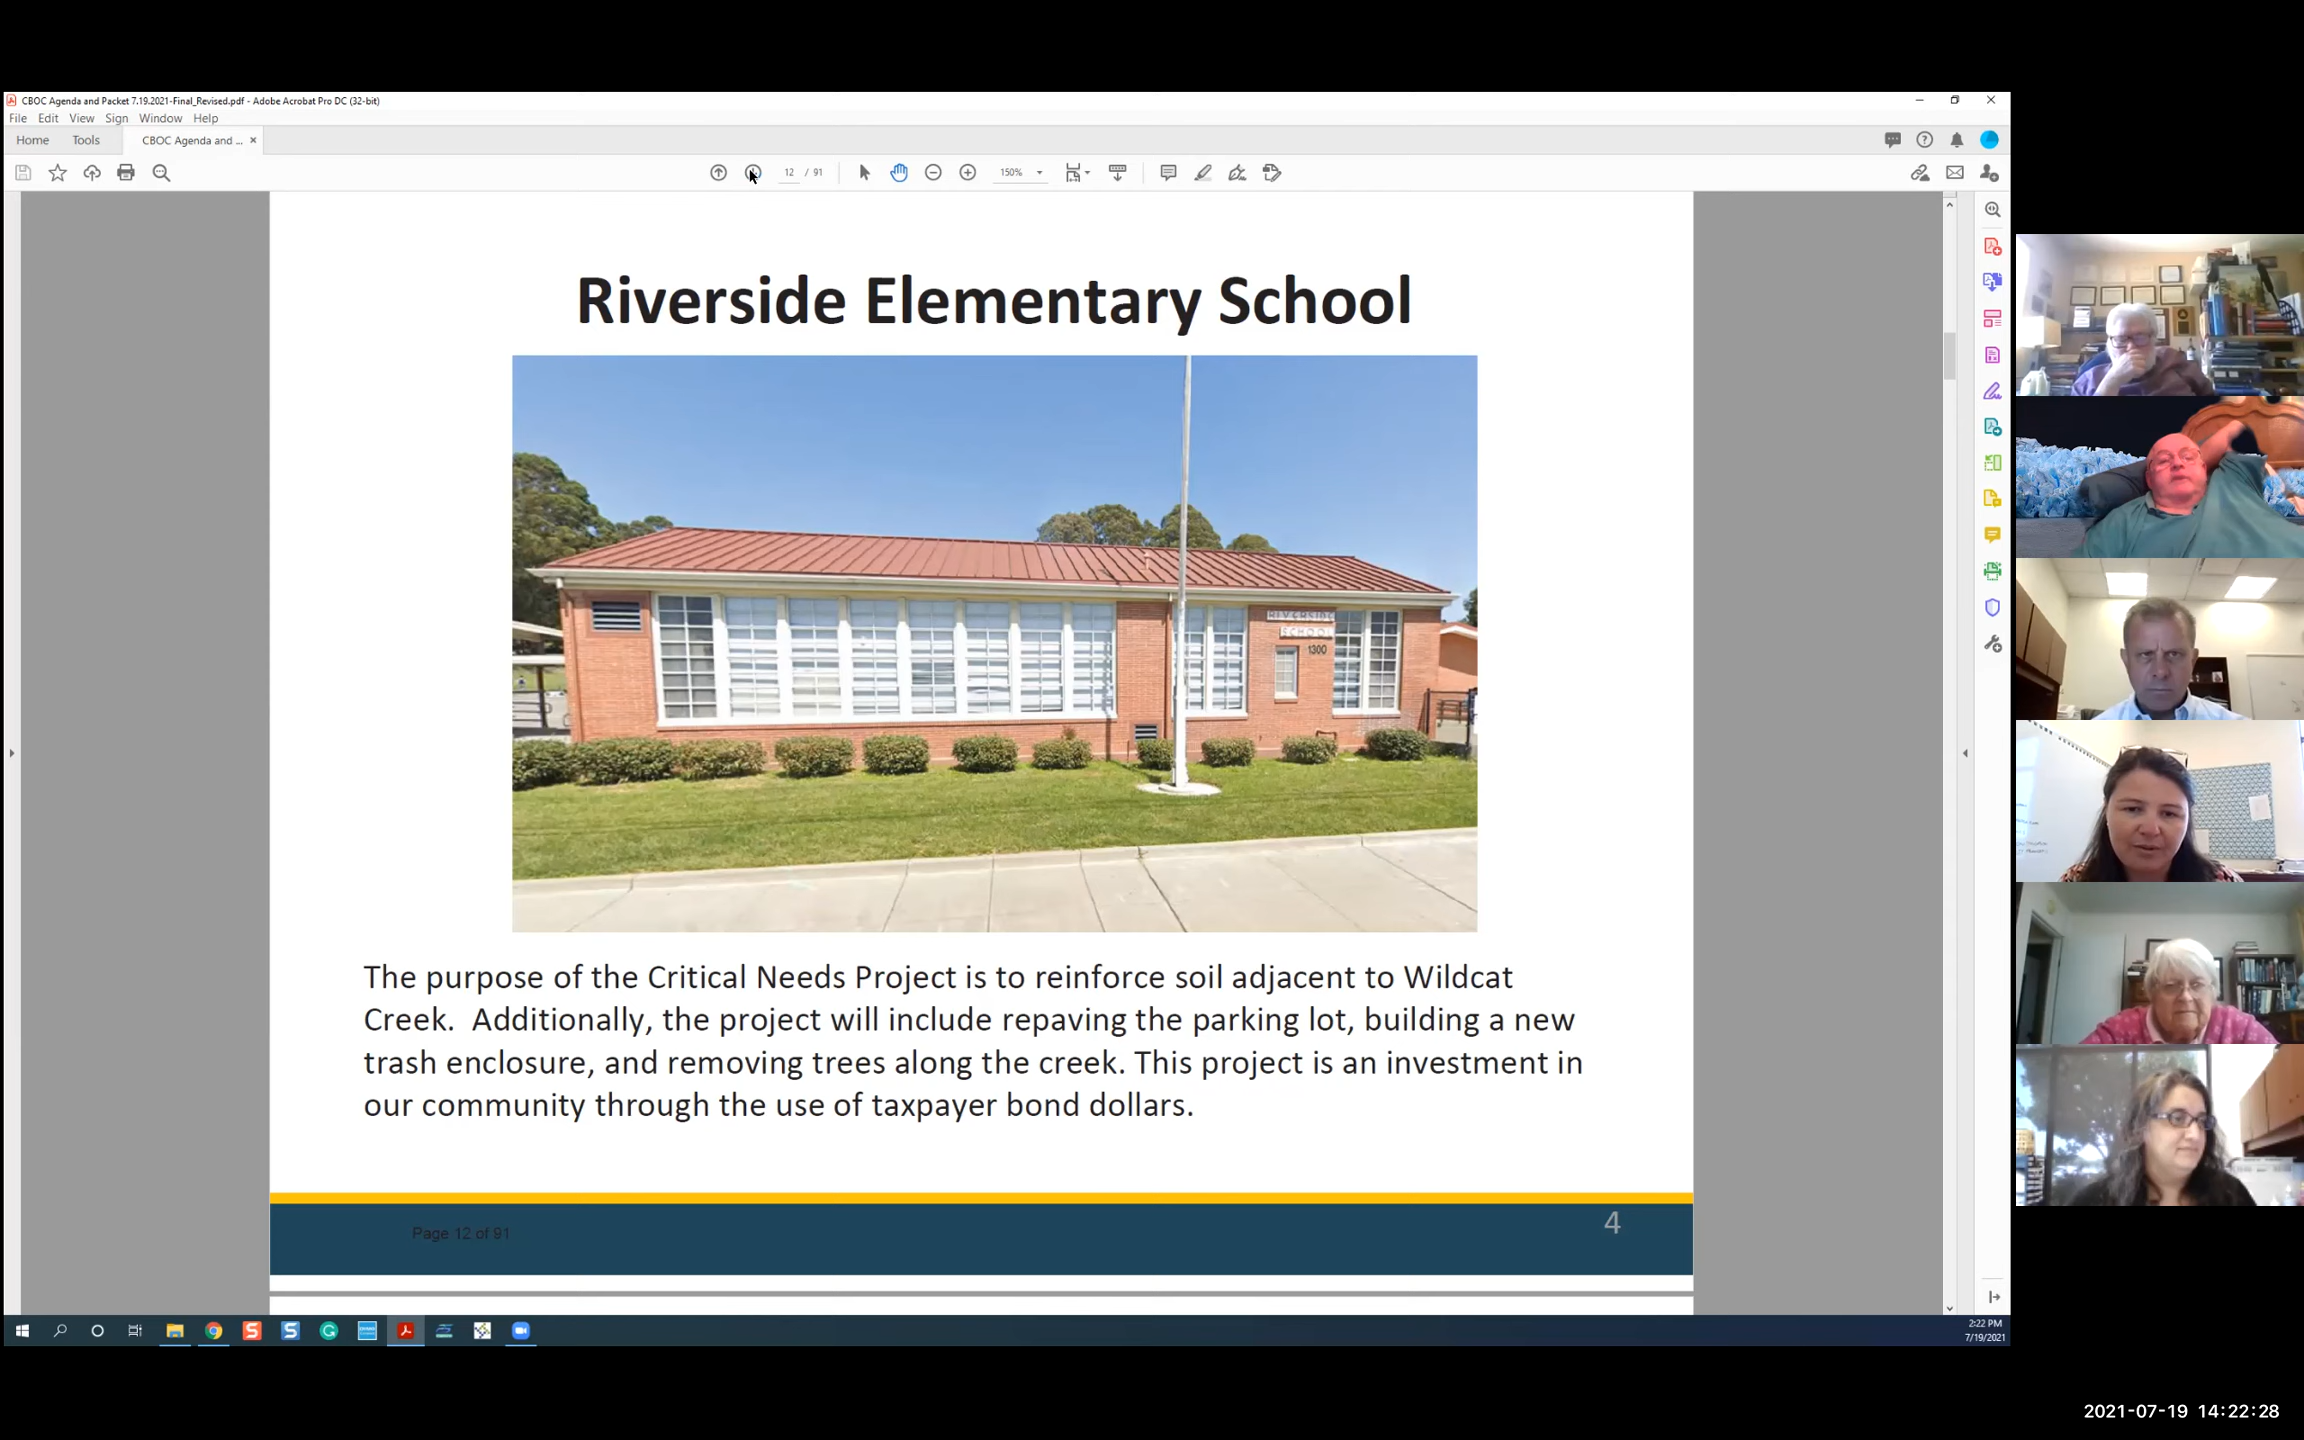 CBOC Agenda and Packet 7.19.2021-Final_Revised.pdf - Adobe Acrobat Pro DC (32-bit)
File Edit View Sign Window Help
Home Tools CBOC Agenda and ...
12 / 91 150%
Riverside Elementary School
RIVERSIDE
SCHOOL
1300
The purpose of the Critical Needs Project is to reinforce soil adjacent to Wildcat
Creek. Additionally, the project will include repaving the parking lot, building a new
trash enclosure, and removing trees along the creek. This project is an investment in
our community through the use of taxpayer bond dollars.
Page 12 of 91
4
2:22 PM
7/19/2021
2021-07-19 14:22:28